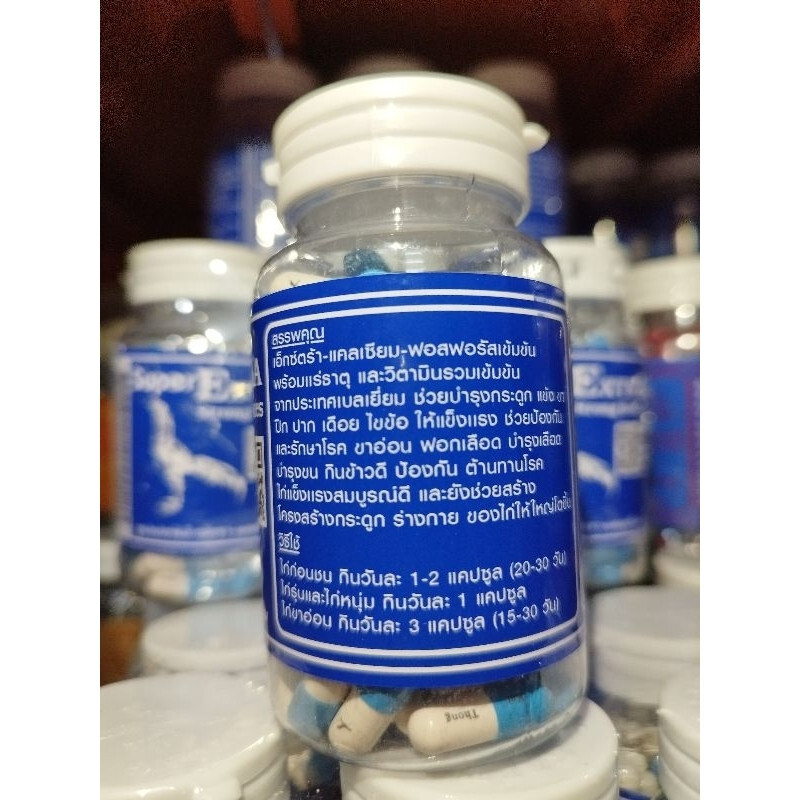 สรรพคุณ
เอ็กซ์ตร้า-แคลเซียม-ฟอสฟอรัสเข้มข้น
พร้อมแร่ธาตุ และวิตามินรวมเข้มข้น
จากประเทศเบลเยี่ยม ช่วยบำรุงกระดูก แข้ง ขา
ปีก ปาก เดือย ไขข้อ ให้แข็งแรง ช่วยป้องกัน
และรักษาโรค ขาอ่อน ฟอกเลือด บำรุงเลือด
บำรุงขน กินข้าวดี ป้องกัน ต้านทานโรค
ไก่แข็งแรงสมบูรณ์ดี และยังช่วยสร้าง
โครงสร้างกระดูก ร่างกาย ของไก่ให้ใหญ่โตขึ้น
วิธีใช้
ไก่ก่อนชน กินวันละ 1-2 แคปซูล (20-30 วัน)
ไก่รุ่นและไก่หนุ่ม กินวันละ 1 แคปซูล
ไก่ขาอ่อน กินวันละ 3 แคปซูล (15-30 วัน)
Super
Thong